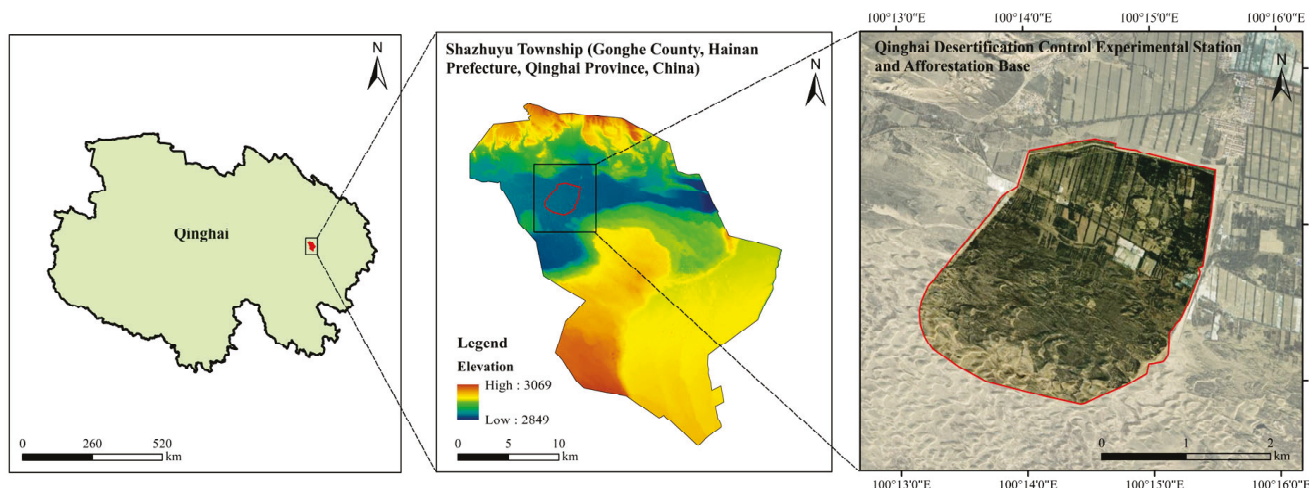 N
Qinghai
0 260 520
km
Shazhuyu Township (Gonghe County, Hainan
Prefecture, Qinghai Province, China)
N
Legend
Elevation
High : 3069
Low : 2849
0 5 10
km
100°13'0"E 100°14'0"E 100°15'0"E 100°16'0"E
Qinghai Desertification Control Experimental Station
and Afforestation Base
N
0 1 2
km
100°13'0"E 100°14'0"E 100°15'0"E 100°16'0"E